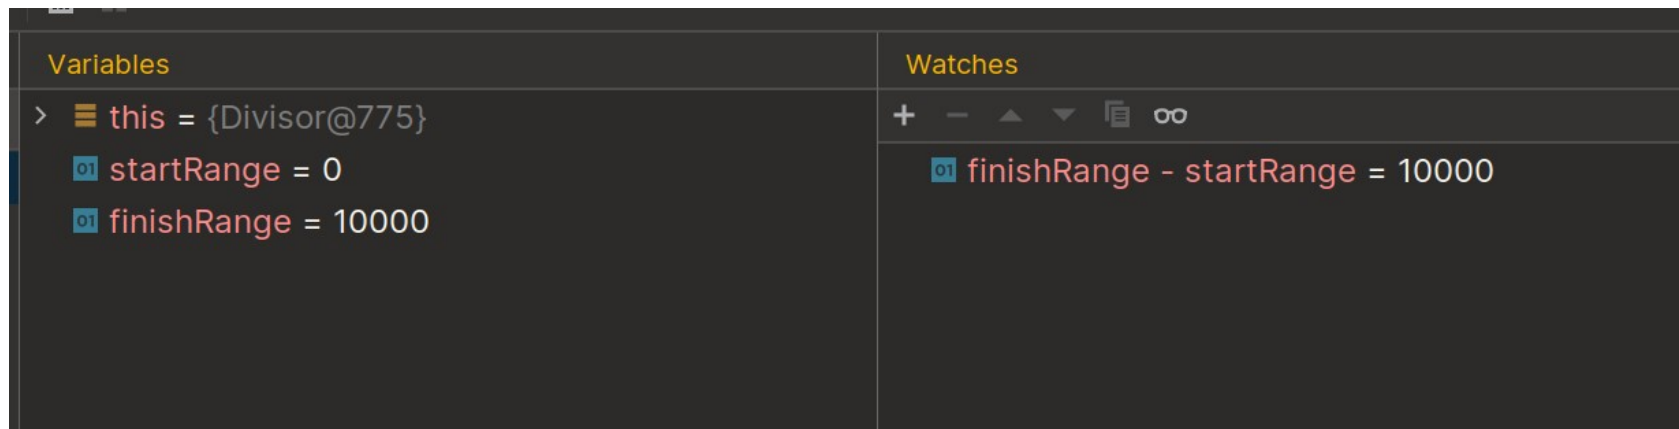 Variables
this = {Divisor@775}
startRange = 0
finishRange = 10000
Watches
finishRange - startRange = 10000